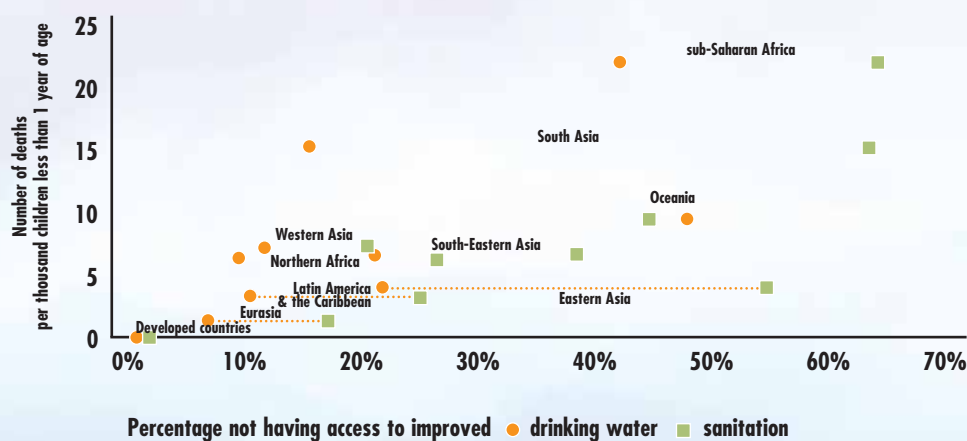 Number of deaths
per thousand children less than 1 year of age
25
20
15
10
5
0
sub-Saharan Africa
South Asia
Oceania
Western Asia
South-Eastern Asia
Northern Africa
Latin America
& the Caribbean
Eastern Asia
Eurasia
Developed countries
0% 10% 20% 30% 40% 50% 60% 70%
Percentage not having access to improved drinking water sanitation